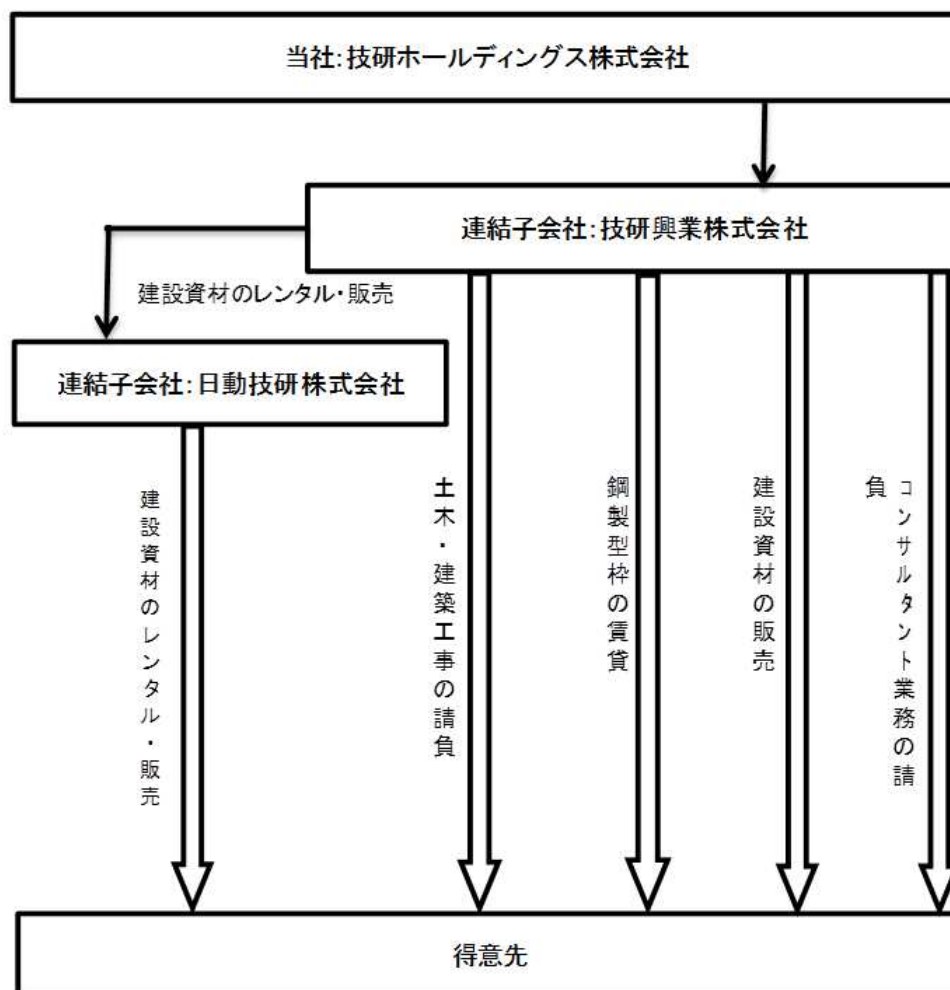 当社:技研ホールディングス株式会社
連結子会社:技研興業株式会社
建設資材のレンタル・販売
連結子会社:日動技研株式会社
建設資材のレンタル・販売
土木・建築工事の請負
鋼製型枠の賃貸
建設資材の販売
コンサルタント業務の請
負
得意先